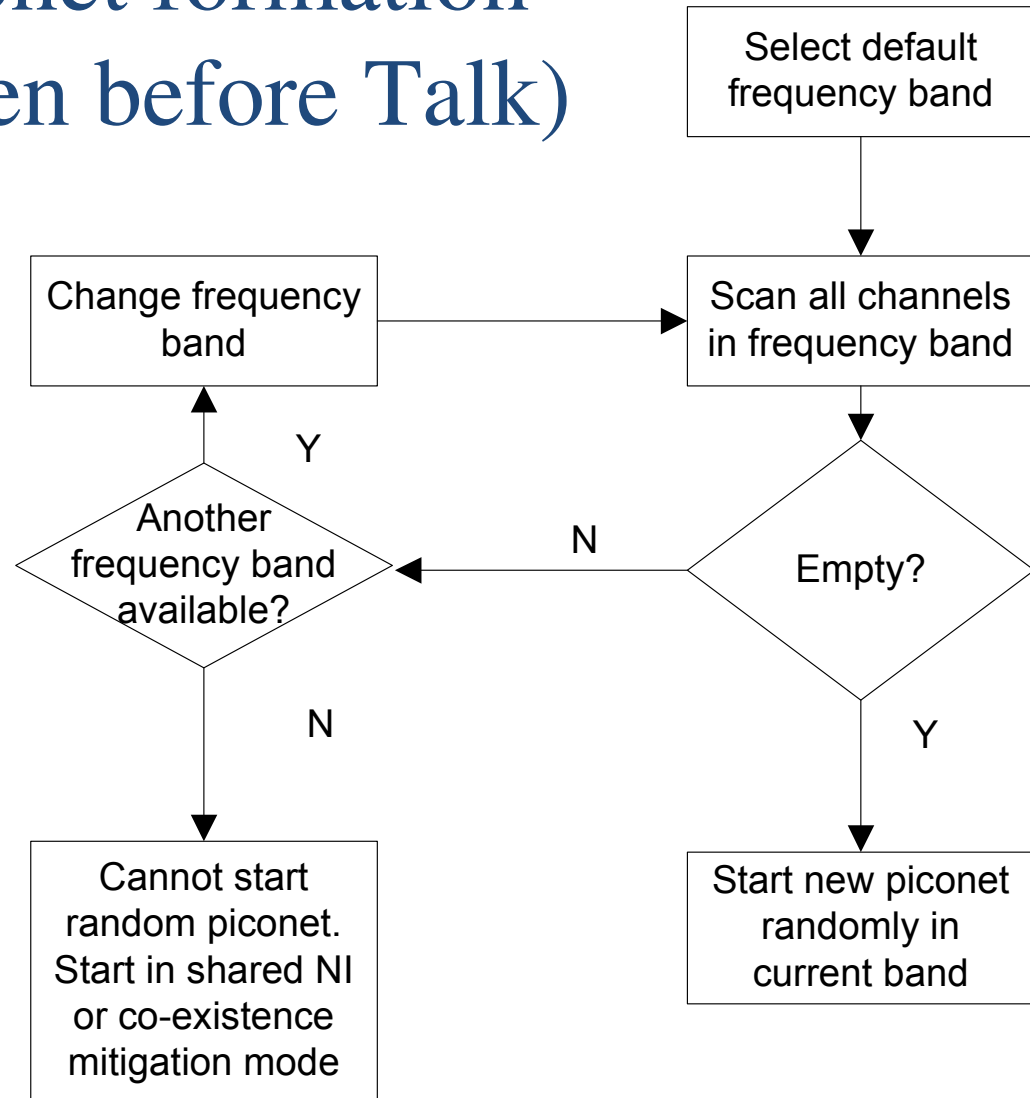 formation
before Talk)
Select default
frequency band
Change frequency
band
Scan all channels
in frequency band
Y
Another
frequency band
available?
N
Empty?
N
Y
Cannot start
random piconet.
Start in shared NI
or co-existence
mitigation mode
Start new piconet
randomly in
current band